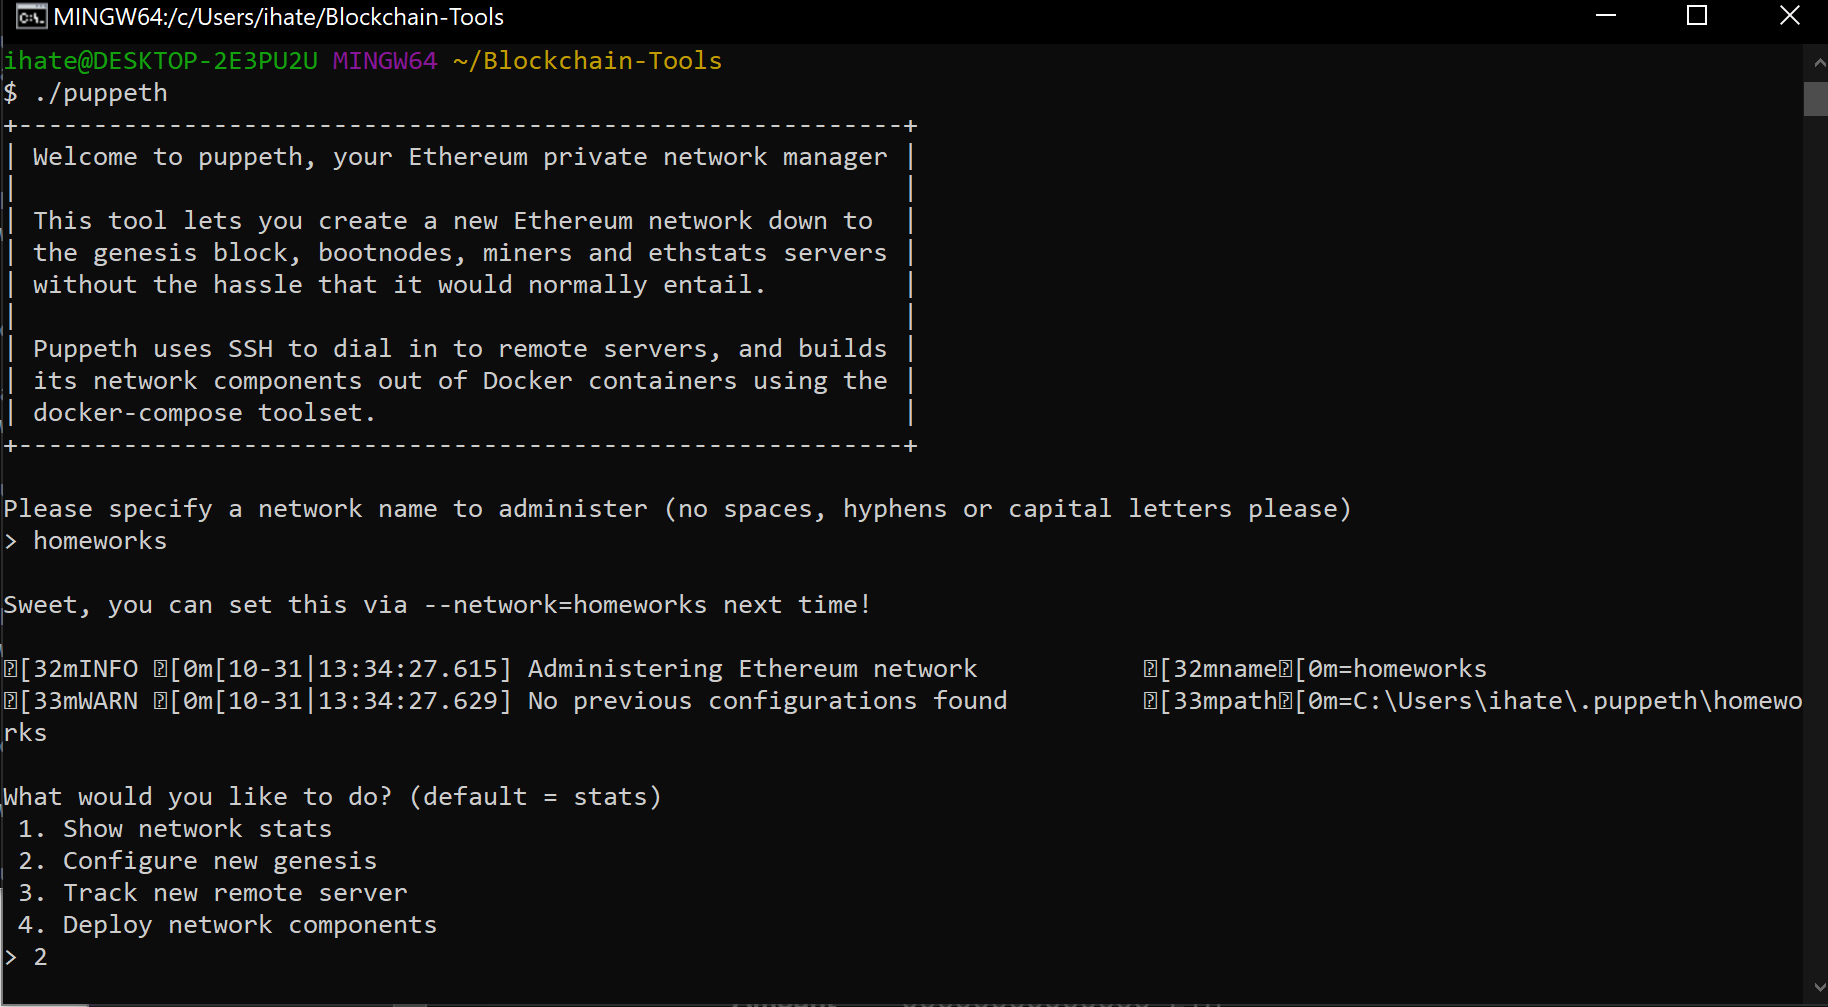 MINGW64:/c/Users/ihate/Blockchain-Tools
ihate@DESKTOP-2E3PU2U MINGW64 ~/Blockchain-Tools
$ ./puppeth
+-----------------------------------------------------------+
| Welcome to puppeth, your Ethereum private network manager |
|                                                           |
| This tool lets you create a new Ethereum network down to  |
| the genesis block, bootnodes, miners and ethstats servers |
| without the hassle that it would normally entail.         |
|                                                           |
| Puppeth uses SSH to dial in to remote servers, and builds |
| its network components out of Docker containers using the |
| docker-compose toolset.                                   |
+-----------------------------------------------------------+
Please specify a network name to administer (no spaces, hyphens or capital letters please)
> homeworks
Sweet, you can set this via --network=homeworks next time!
[32mINFO [0m[10-31|13:34:27.615] Administering Ethereum network           [32mname[0m=homeworks
[33mWARN [0m[10-31|13:34:27.629] No previous configurations found         [33mpath[0m=C:\Users\ihate\.puppeth\homewo
rks
What would you like to do? (default = stats)
 1. Show network stats
 2. Configure new genesis
 3. Track new remote server
 4. Deploy network components
> 2